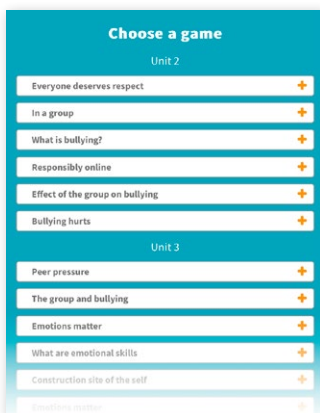 Choose a game
Unit 2
Everyone deserves respect
In a group
What is bullying?
Responsibly online
Effect of the group on bullying
Bullying hurts
Unit 3
Peer pressure
The group and bullying
Emotions matter
What are emotional skills
Construction site of the self
Emotions matter